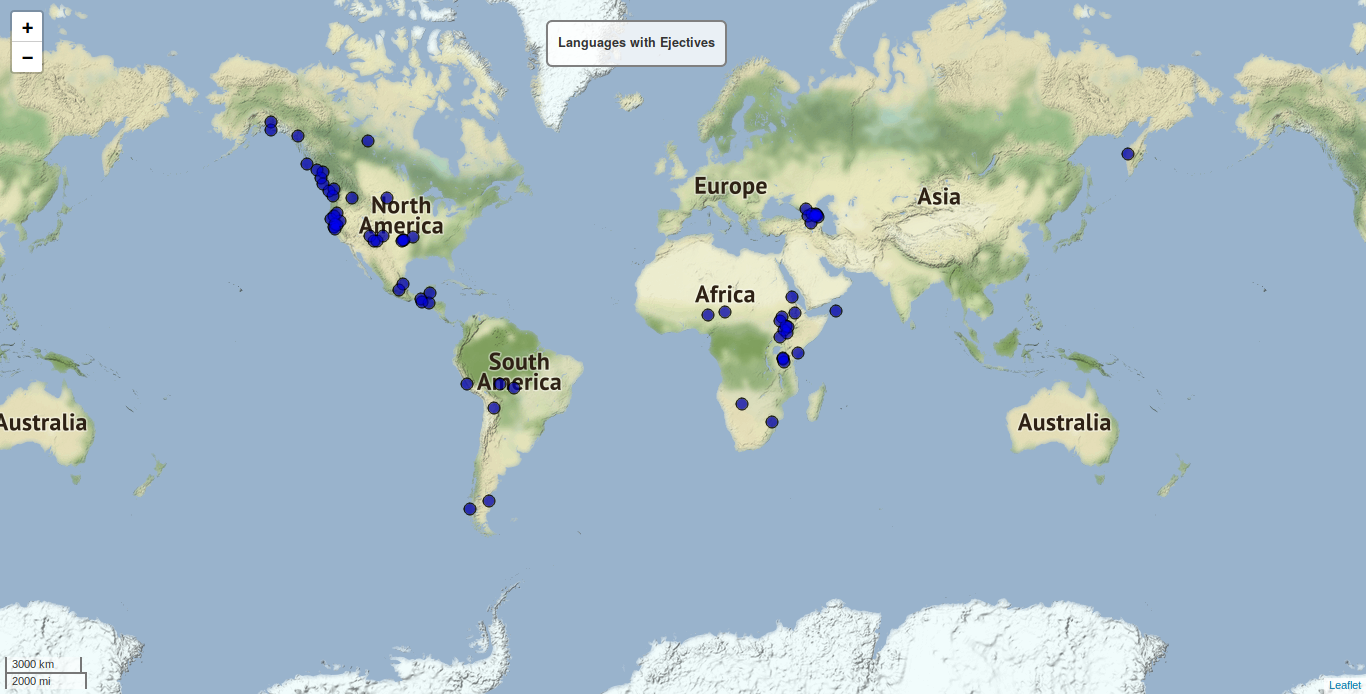 +
Languages with Ejectives
−
Europe
Asia
North
America
Africa
South
America
Australia
Australia
3000 km
2000 mi
Leaflet